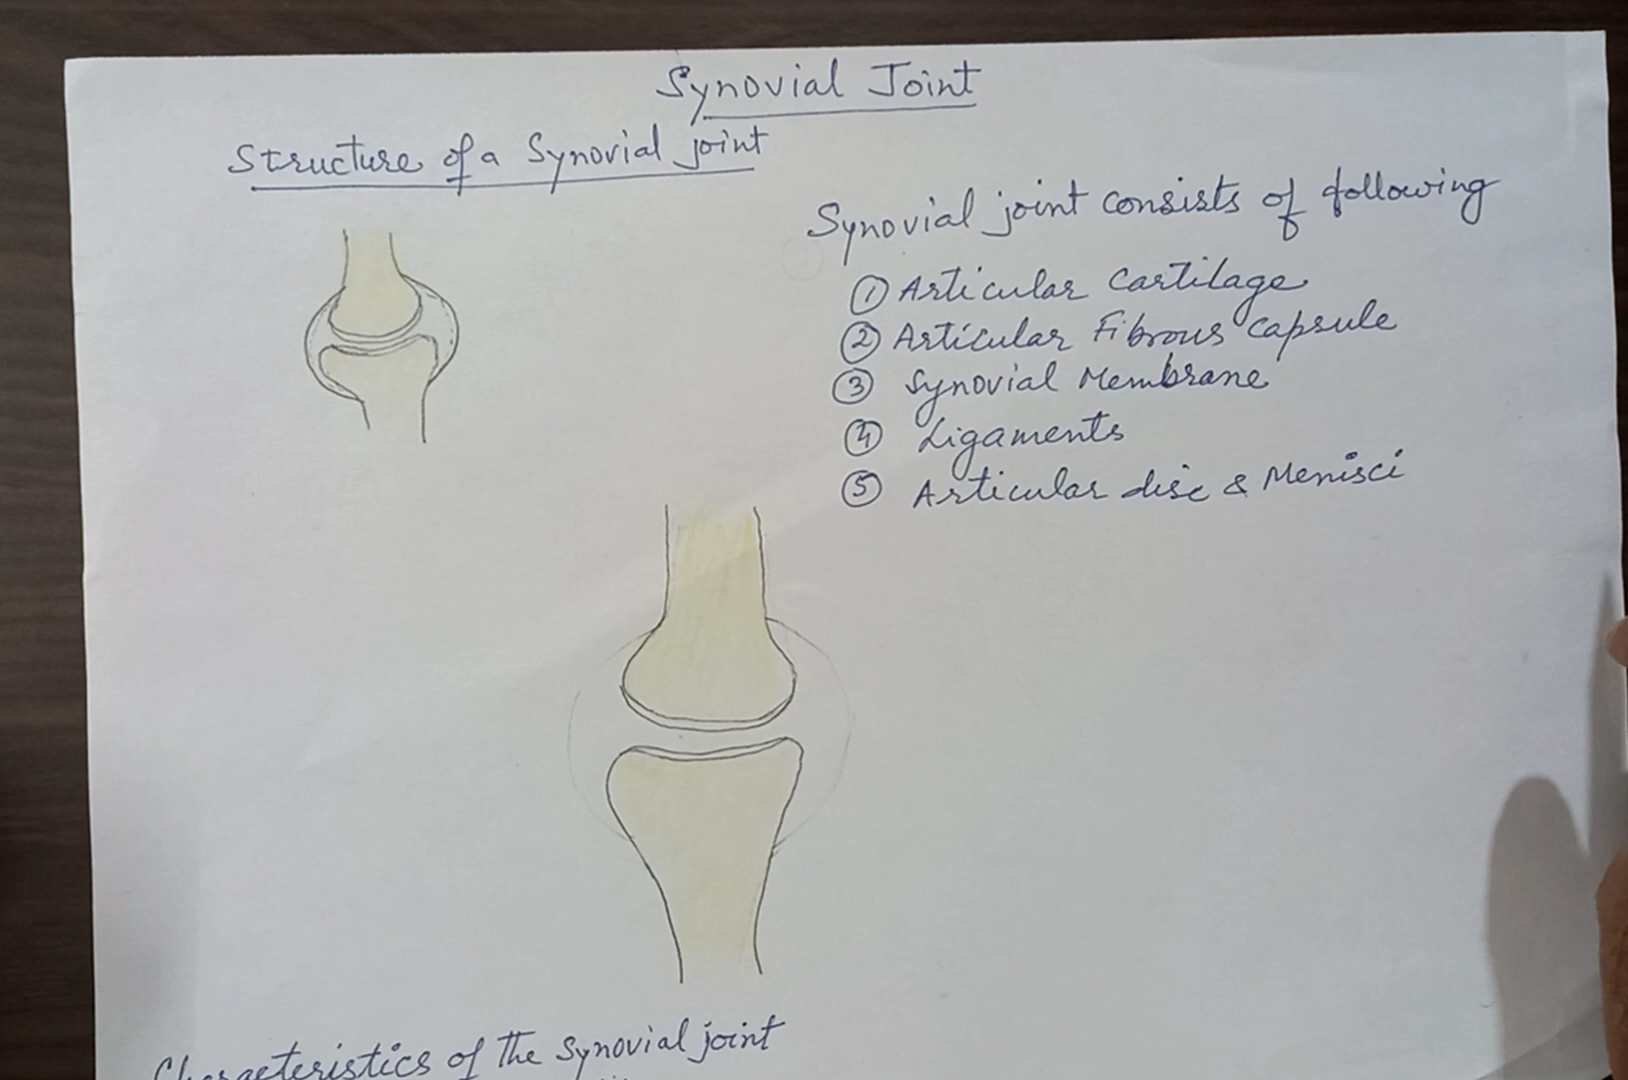 Synovial Joint
Structure of a Synovial joint
Synovial joint consists of following
① Articular Cartilage
② Articular Fibrous capsule
③ Synovial Membrane
④ Ligaments
⑤ Articular disc & Menisci
Characteristics of the synovial joint